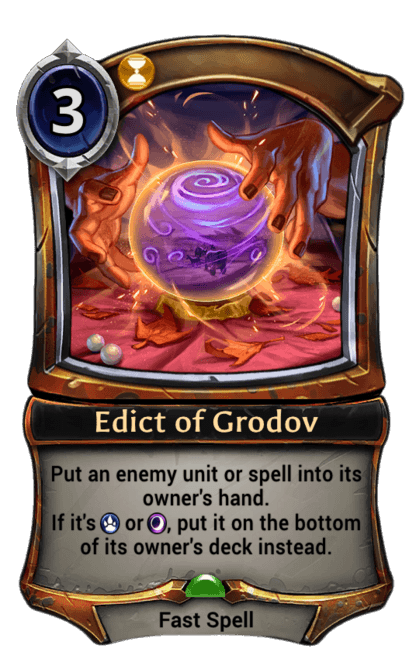 3
Edict of Grodov
Put an enemy unit or spell into its
owner's hand.
If it's or , put it on the bottom
of its owner's deck instead.
Fast Spell